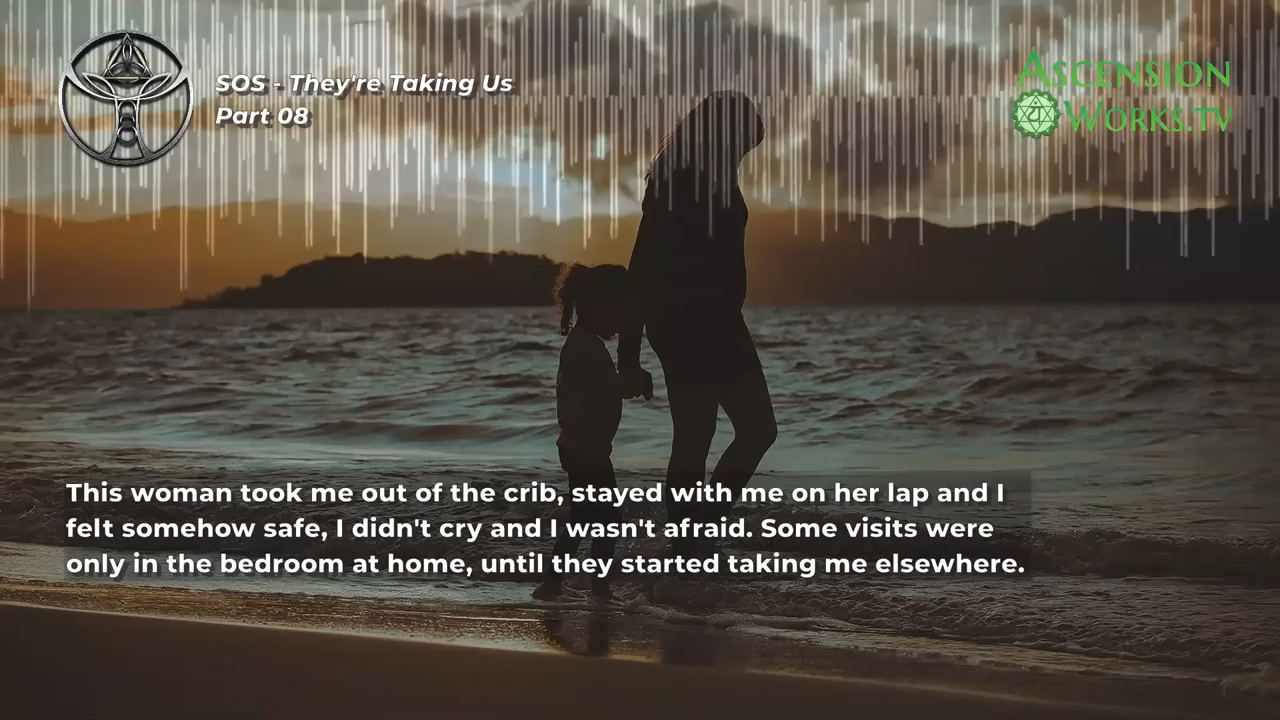 SOS - They're Taking Us
Part 08
ASCENSION
WORKS.TV
This woman took me out of the crib, stayed with me on her lap and I
felt somehow safe, I didn't cry and I wasn't afraid. Some visits were
only in the bedroom at home, until they started taking me elsewhere.